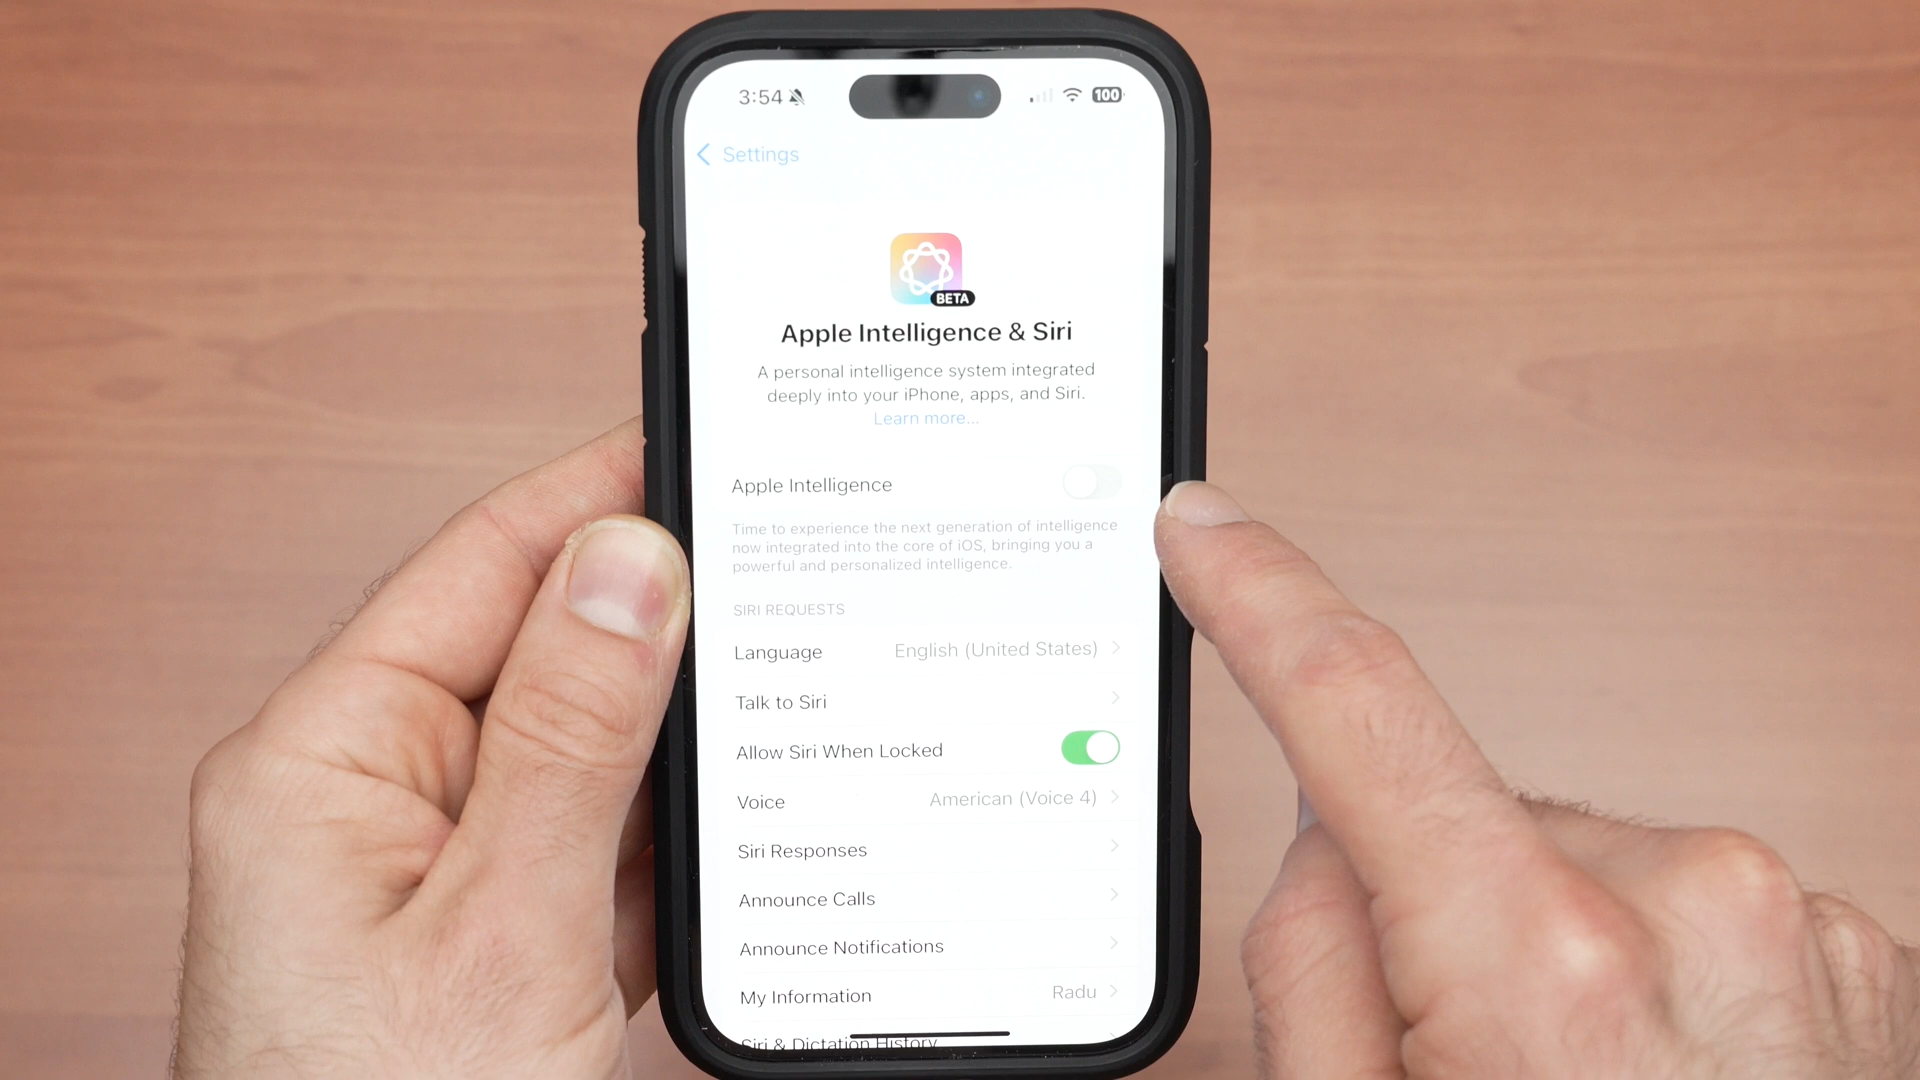 3:54
100
Settings
BETA
Apple Intelligence & Siri
A personal intelligence system integrated
deeply into your iPhone, apps, and Siri.
Learn more...
Apple Intelligence
Time to experience the next generation of intelligence
now integrated into the core of iOS, bringing you a
powerful and personalized intelligence.
SIRI REQUESTS
Language English (United States)
Talk to Siri
Allow Siri When Locked
Voice American (Voice 4)
Siri Responses
Announce Calls
Announce Notifications
My Information Radu
Siri & Dictation History